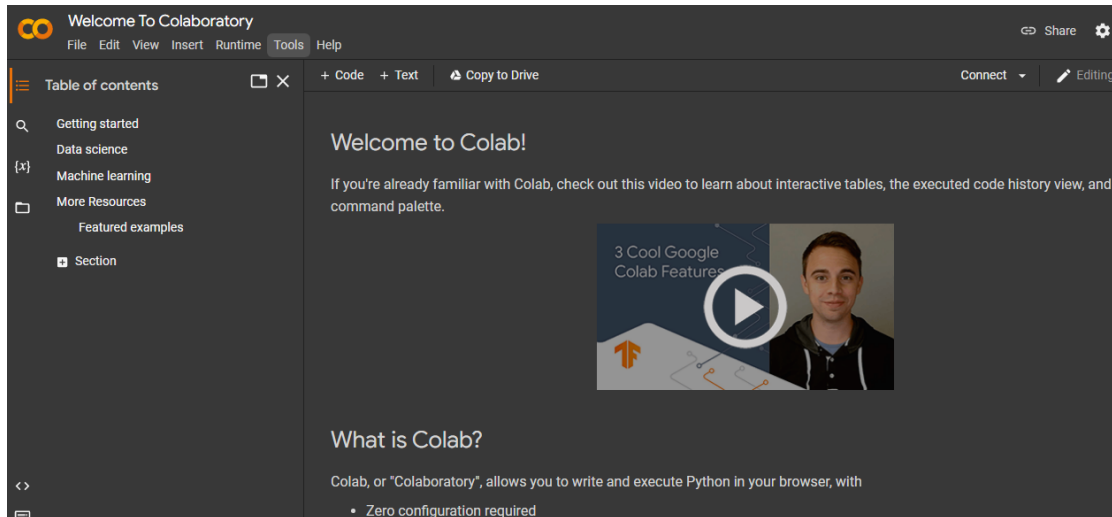 Welcome To Colaboratory
File Edit View Insert Runtime Tools Help
Share
Table of contents
+ Code + Text Copy to Drive
Connect
Editing
Getting started
Data science
{x}
Machine learning
More Resources
Featured examples
Section
Welcome to Colab!
If you're already familiar with Colab, check out this video to learn about interactive tables, the executed code history view, and
command palette.
3 Cool Google
Colab Features
What is Colab?
Colab, or "Colaboratory", allows you to write and execute Python in your browser, with
<>
• Zero configuration required